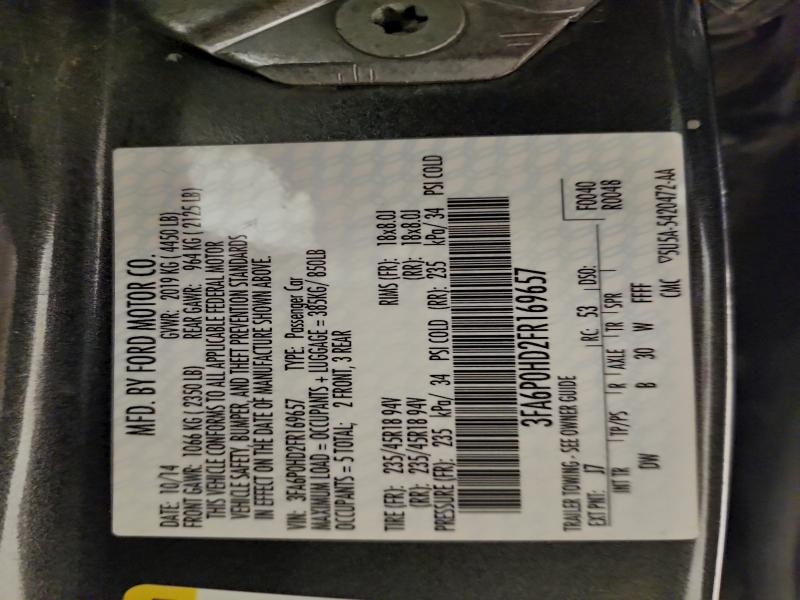 MFD. BY FORD MOTOR CO.
DATE: 10/14 GVWR: 2019 KG (4450 LB)
FRONT GAWR: 1066 KG (2350 LB) REAR GAWR: 964 KG (2125 LB)
THIS VEHICLE CONFORMS TO ALL APPLICABLE FEDERAL MOTOR
VEHICLE SAFETY, BUMPER, AND THEFT PREVENTION STANDARDS
IN EFFECT ON THE DATE OF MANUFACTURE SHOWN ABOVE.
VIN: 3FA6P0HD2FR169657 TYPE: Passenger Car
MAXIMUM LOAD = OCCUPANTS + LUGGAGE = 385KG/ 850LB
OCCUPANTS = 5 TOTAL; 2 FRONT, 3 REAR
TIRE (FR): 235/45R18 94V RIMS (FR): 18x8.0J
(RR): 235/45R18 94V (RR): 18x8.0J
PRESSURE (FR): 235 kPa/ 34 PSI COLD (RR): 235 kPa/ 34 PSI COLD
3FA6P0HD2FR169657
TRAILER TOWING - SEE OWNER GUIDE F0040
EXT PNT: J7 RC: 53 DSO: R0048
INT TR TP/PS R AXLE TR SPR
DW B 30 W FFFF
CMC 5U5A-5420472-AA